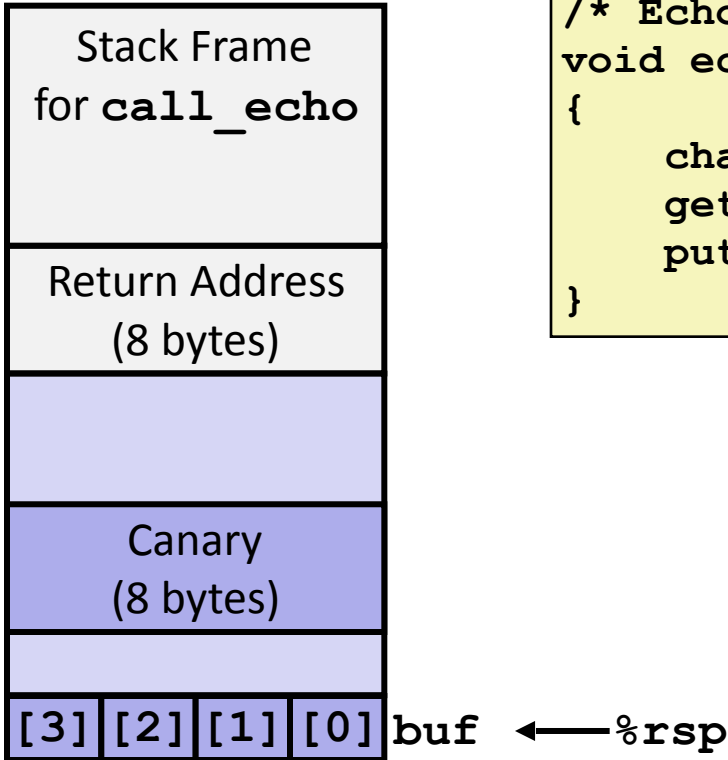 Stack Frame
for call_echo
Return Address
(8 bytes)
Canary
(8 bytes)
[3] [2] [1] [0] buf %rsp
/* Echo
void ec
{
cha
get
put
}